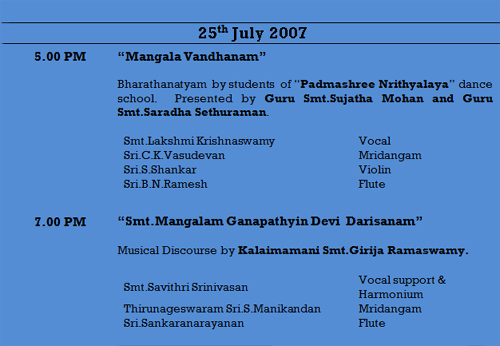 25th July 2007
5.00 PM “Mangala Vandhanam”
Bharathanatyam by students of “Padmashree Nrithyalaya” dance
school. Presented by Guru Smt.Sujatha Mohan and Guru
Smt.Saradha Sethuraman.
Smt.Lakshmi Krishnaswamy Vocal
Sri.C.K.Vasudevan Mridangam
Sri.S.Shankar Violin
Sri.B.N.Ramesh Flute
7.00 PM “Smt.Mangalam Ganapathyin Devi Darisanam”
Musical Discourse by Kalaimamani Smt.Girija Ramaswamy.
Smt.Savithri Srinivasan Vocal support &
Harmonium
Thirunageswaram Sri.S.Manikandan Mridangam
Sri.Sankaranarayanan Flute